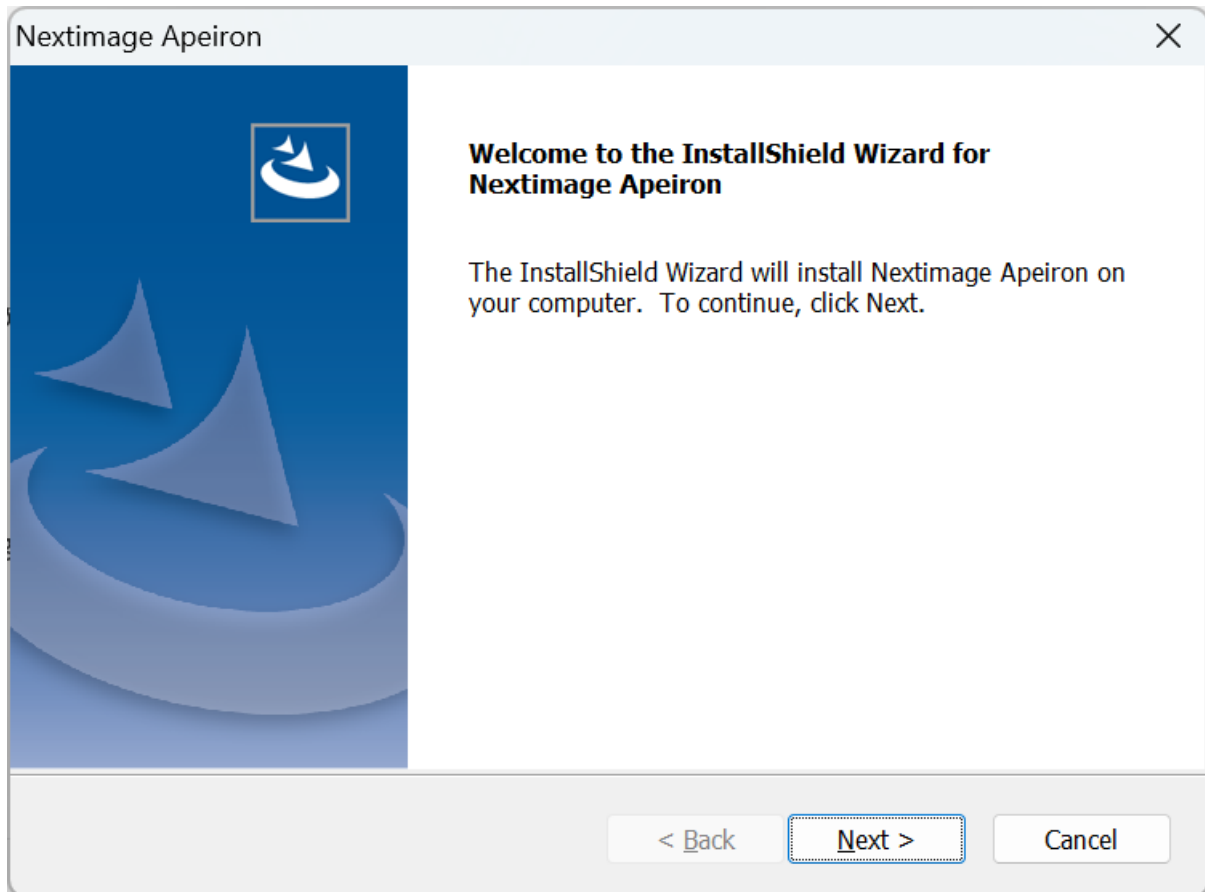 Nextimage Apeiron
Welcome to the InstallShield Wizard for
Nextimage Apeiron
The InstallShield Wizard will install Nextimage Apeiron on
your computer.  To continue, click Next.
< Back
Next >
Cancel